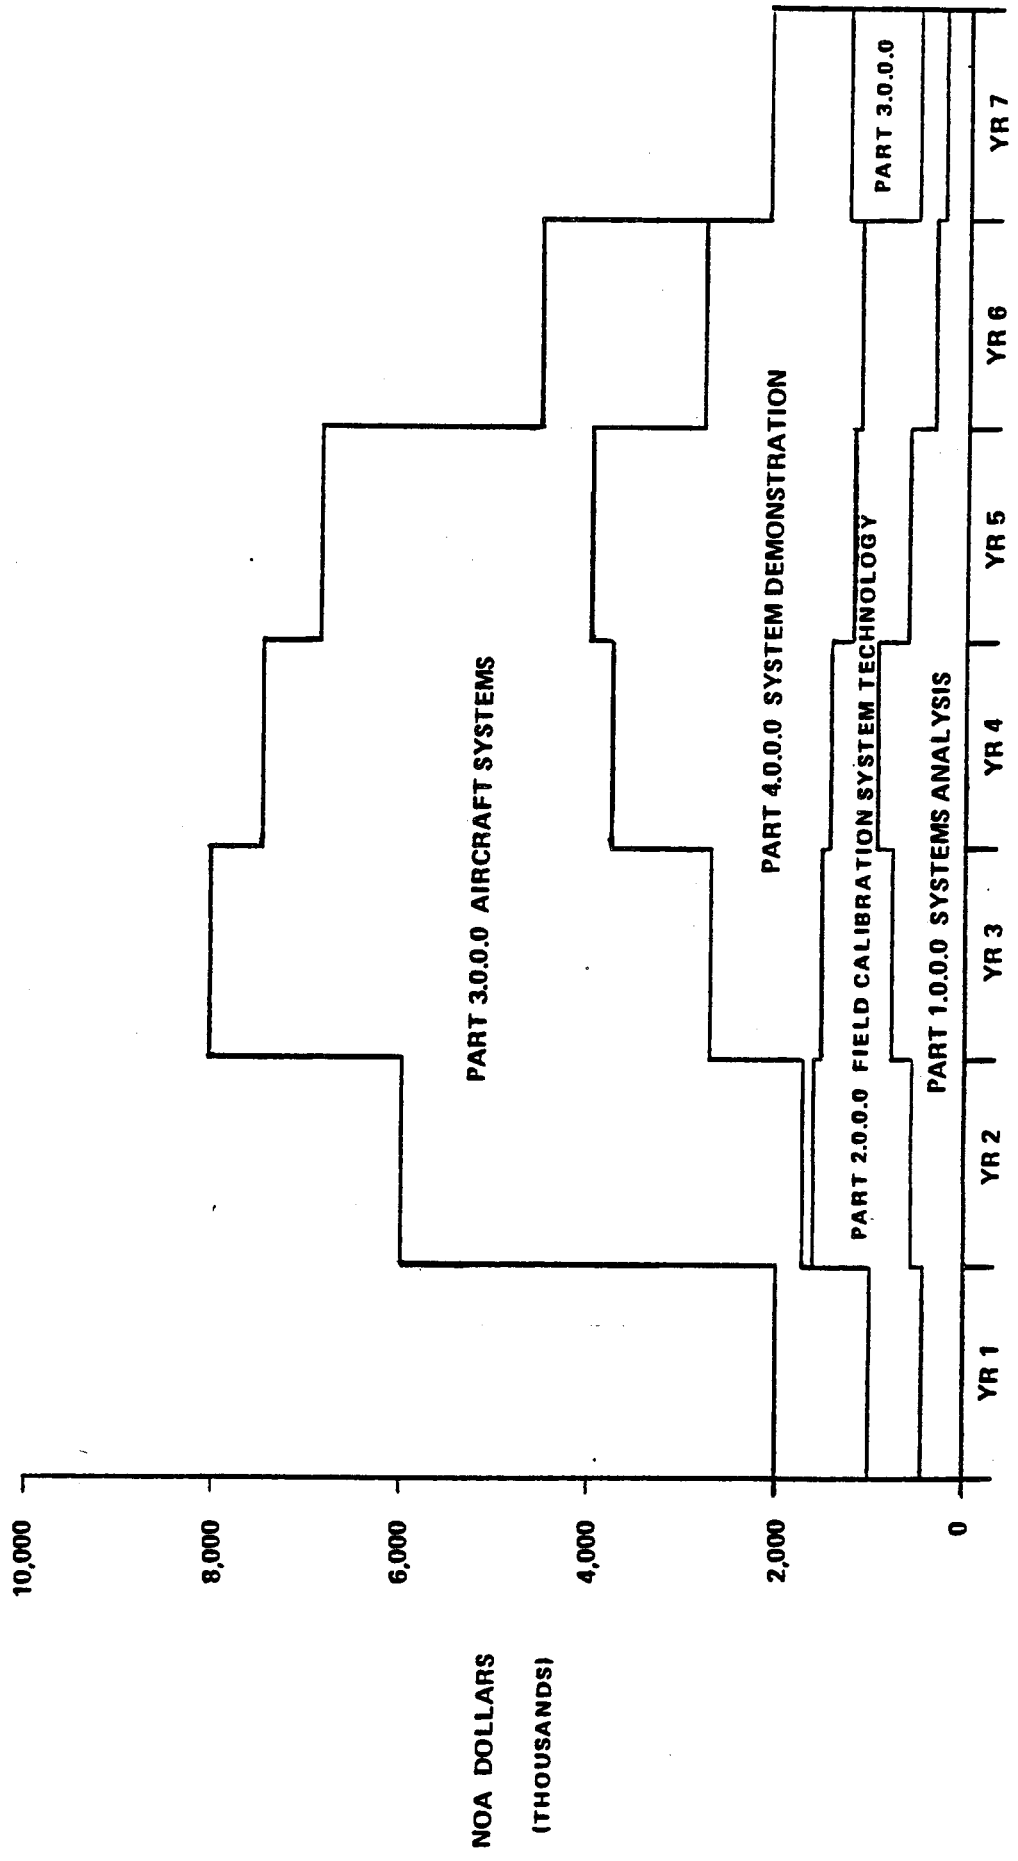 10,000
8,000
6,000
4,000
2,000
0
NOA DOLLARS
(THOUSANDS)
PART 3.0.0.0 AIRCRAFT SYSTEMS
PART 4.0.0.0 SYSTEM DEMONSTRATION
PART 2.0.0.0 FIELD CALIBRATION SYSTEM TECHNOLOGY
PART 1.0.0.0 SYSTEMS ANALYSIS
PART 3.0.0.0
YR 1
YR 2
YR 3
YR 4
YR 5
YR 6
YR 7